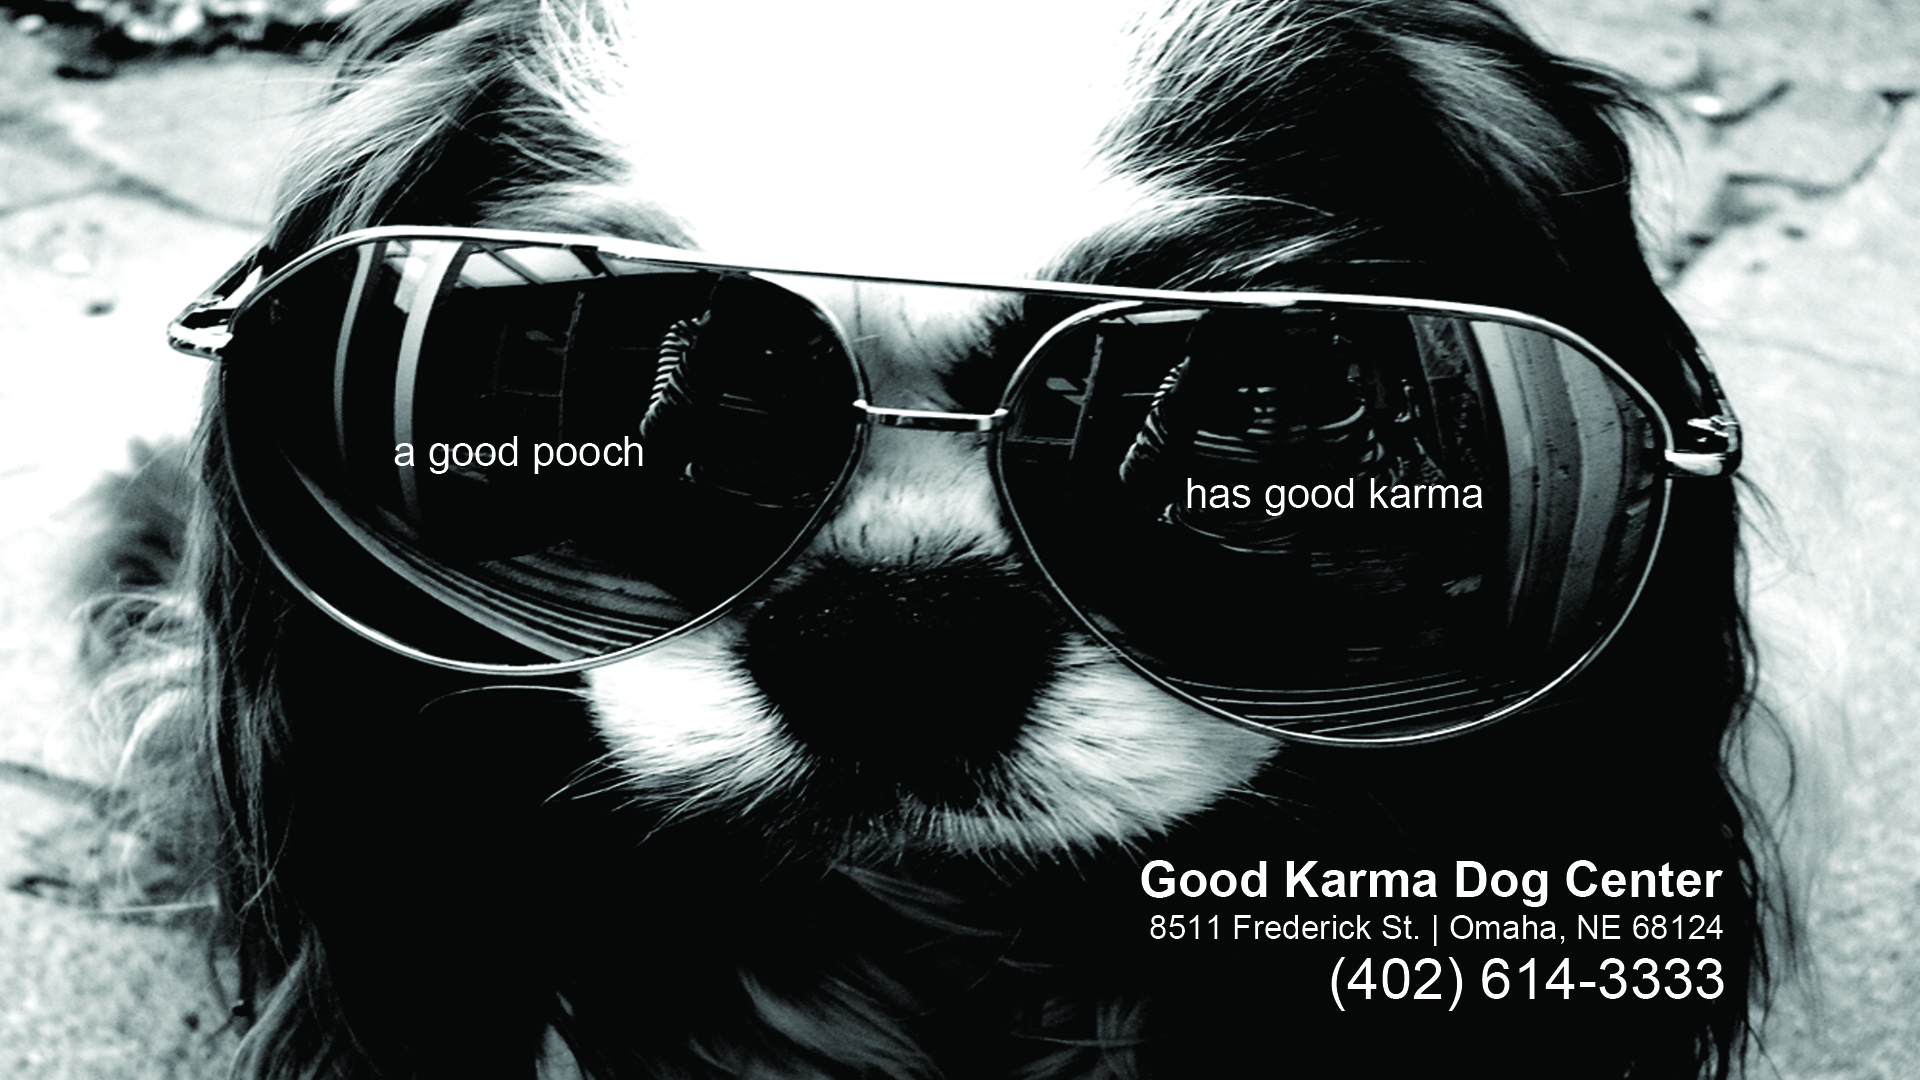 a good pooch
has good karma
Good Karma Dog Center
8511 Frederick St. | Omaha, NE 68124
(402) 614-3333